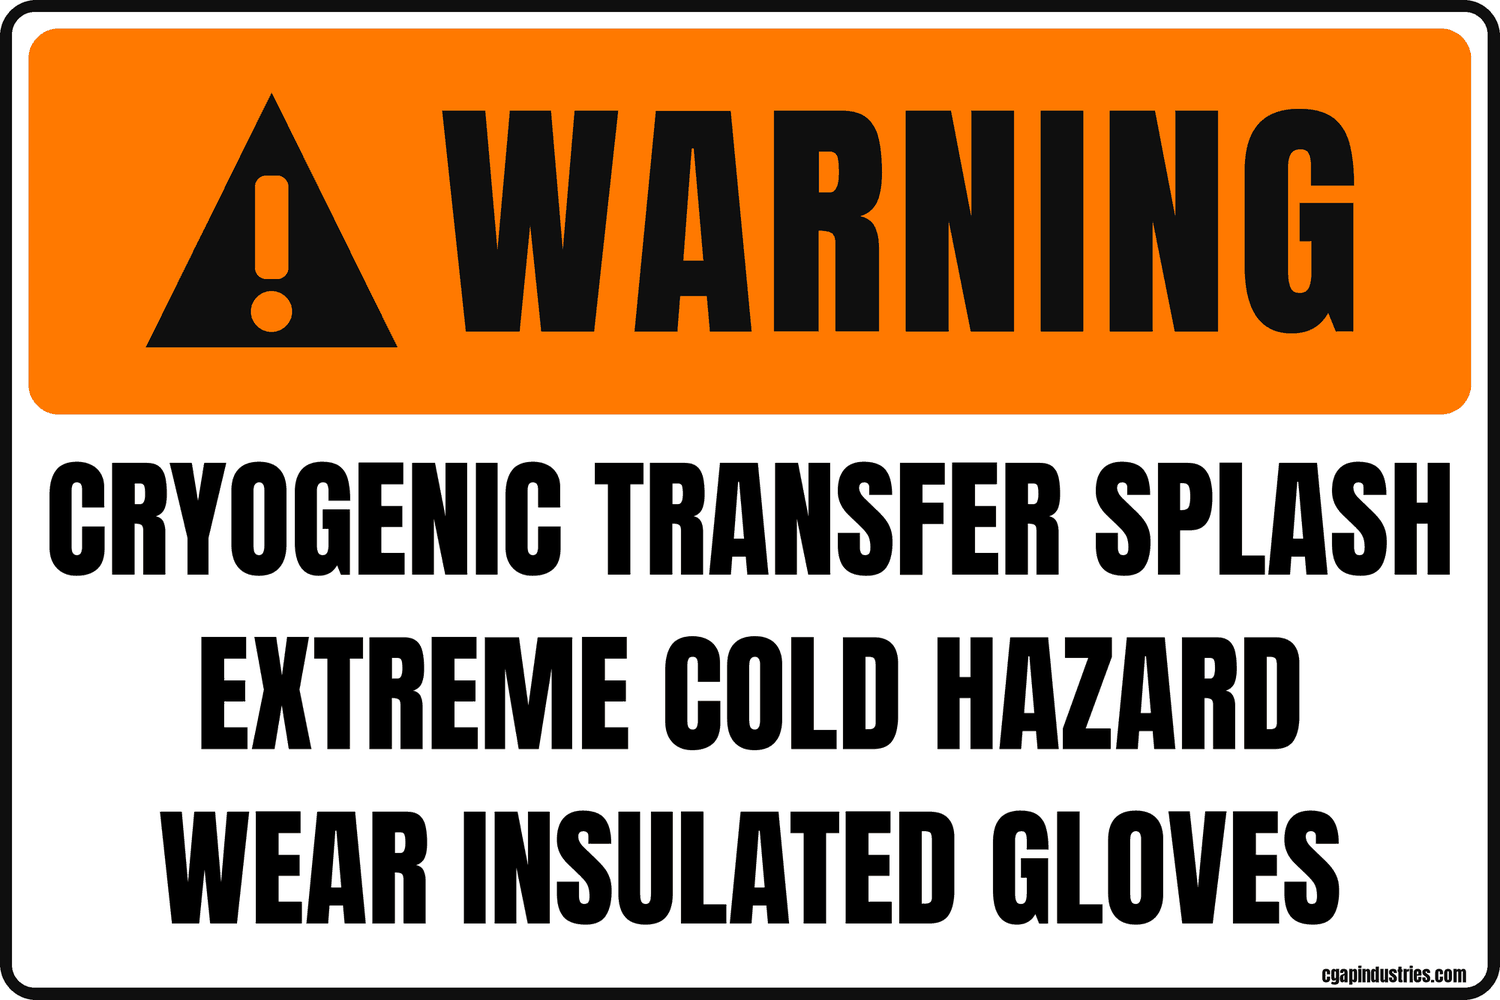 WARNING
CRYOGENIC TRANSFER SPLASH
EXTREME COLD HAZARD
WEAR INSULATED GLOVES
cgapindustries.com